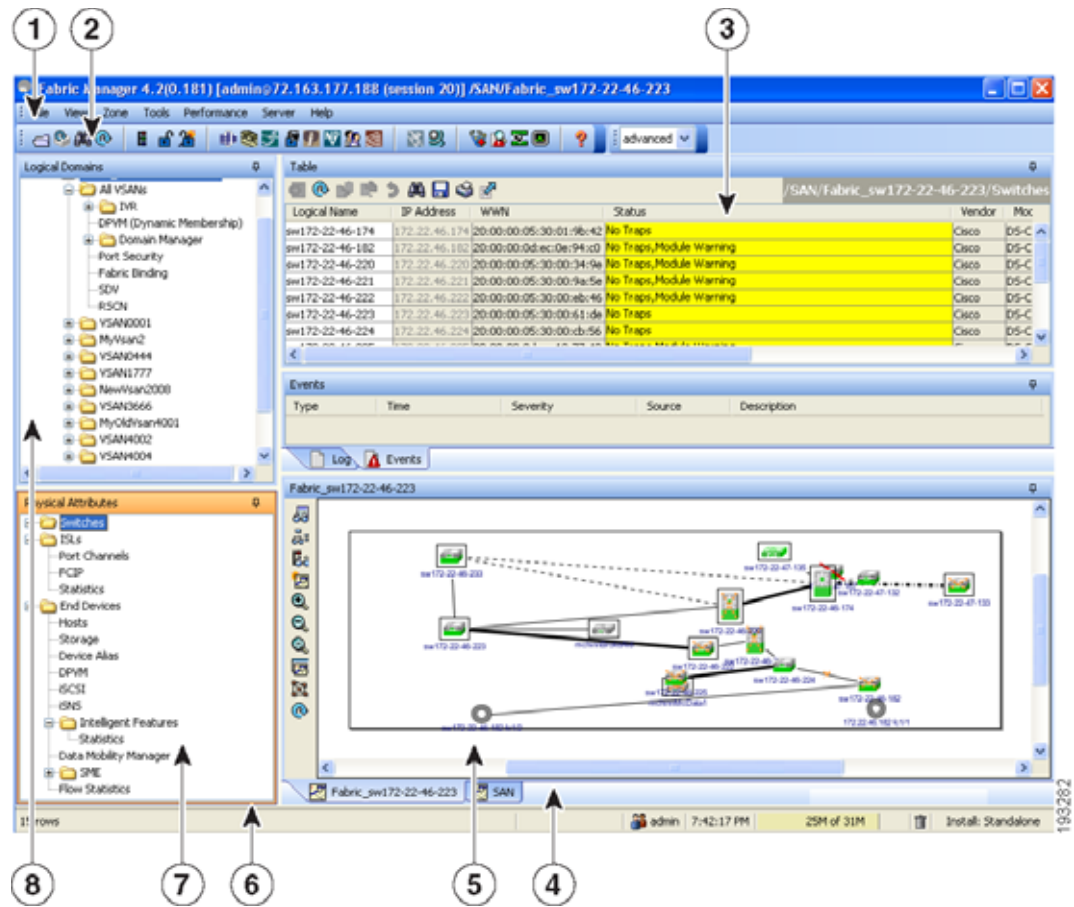 1 2 3
Fabric Manager 4.2(0.181) [admin@72.163.177.188 (session 20)] /SAN/Fabric_sw172-22-46-223
File View Zone Tools Performance Server Help
advanced
Logical Domains
All VSANs
IVR
DPVM (Dynamic Membership)
Domain Manager
Port Security
Fabric Binding
SDV
RSCN
VSAN0001
MyVsan2
VSAN0444
VSAN1777
NewVsan2008
VSAN3666
MyOldVsan4001
VSAN4002
VSAN4004
Table
/SAN/Fabric_sw172-22-46-223/Switches
Logical Name IP Address WWN Status Vendor Moc
sw172-22-46-174 172.22.46.174 20:00:00:05:30:01:9b:42 No Traps Cisco DS-C
sw172-22-46-182 172.22.46.182 20:00:00:0d:ec:0e:94:c0 No Traps,Module Warning Cisco DS-C
sw172-22-46-220 172.22.46.220 20:00:00:05:30:00:34:9e No Traps,Module Warning Cisco DS-C
sw172-22-46-221 172.22.46.221 20:00:00:05:30:00:9a:5e No Traps,Module Warning Cisco DS-C
sw172-22-46-222 172.22.46.222 20:00:00:05:30:00:eb:46 No Traps,Module Warning Cisco DS-C
sw172-22-46-223 172.22.46.223 20:00:00:05:30:00:61:de No Traps Cisco DS-C
sw172-22-46-224 172.22.46.224 20:00:00:05:30:00:cb:56 No Traps Cisco DS-C
Events
Type Time Severity Source Description
Log Events
Physical Attributes
Switches
ISLs
Port Channels
FCIP
Statistics
End Devices
Hosts
Storage
Device Alias
DPVM
iSCSI
iSNS
Intelligent Features
Statistics
Data Mobility Manager
SME
Flow Statistics
Fabric_sw172-22-46-223
sw172-22-46-233
sw172-22-47-135
sw172-22-47-132
sw172-22-47-133
sw172-22-46-174
sw172-22-46-223
sw172-22-46-224
sw172-22-46-182
Fabric_sw172-22-46-223 SAN
15 rows admin 7:42:17 PM 25M of 31M Install: Standalone
193282
8 7 6 5 4